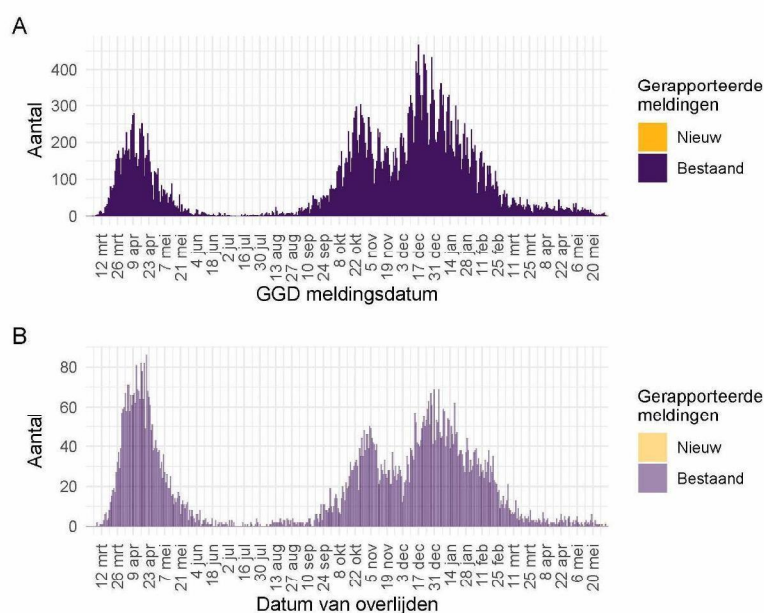 A
Aantal
400
300
200
100
0
12 mrt
26 mrt
9 apr
23 apr
7 mei
21 mei
4 jun
18 jun
2 jul
16 jul
30 jul
13 aug
27 aug
10 sep
24 sep
8 okt
22 okt
5 nov
19 nov
3 dec
17 dec
31 dec
14 jan
28 jan
11 feb
25 feb
11 mrt
25 mrt
8 apr
22 apr
6 mei
20 mei
GGD meldingsdatum
Gerapporteerde
meldingen
Nieuw
Bestaand
B
Aantal
80
60
40
20
0
12 mrt
26 mrt
9 apr
23 apr
7 mei
21 mei
4 jun
18 jun
2 jul
16 jul
30 jul
13 aug
27 aug
10 sep
24 sep
8 okt
22 okt
5 nov
19 nov
3 dec
17 dec
31 dec
14 jan
28 jan
11 feb
25 feb
11 mrt
25 mrt
8 apr
22 apr
6 mei
20 mei
Datum van overlijden
Gerapporteerde
meldingen
Nieuw
Bestaand